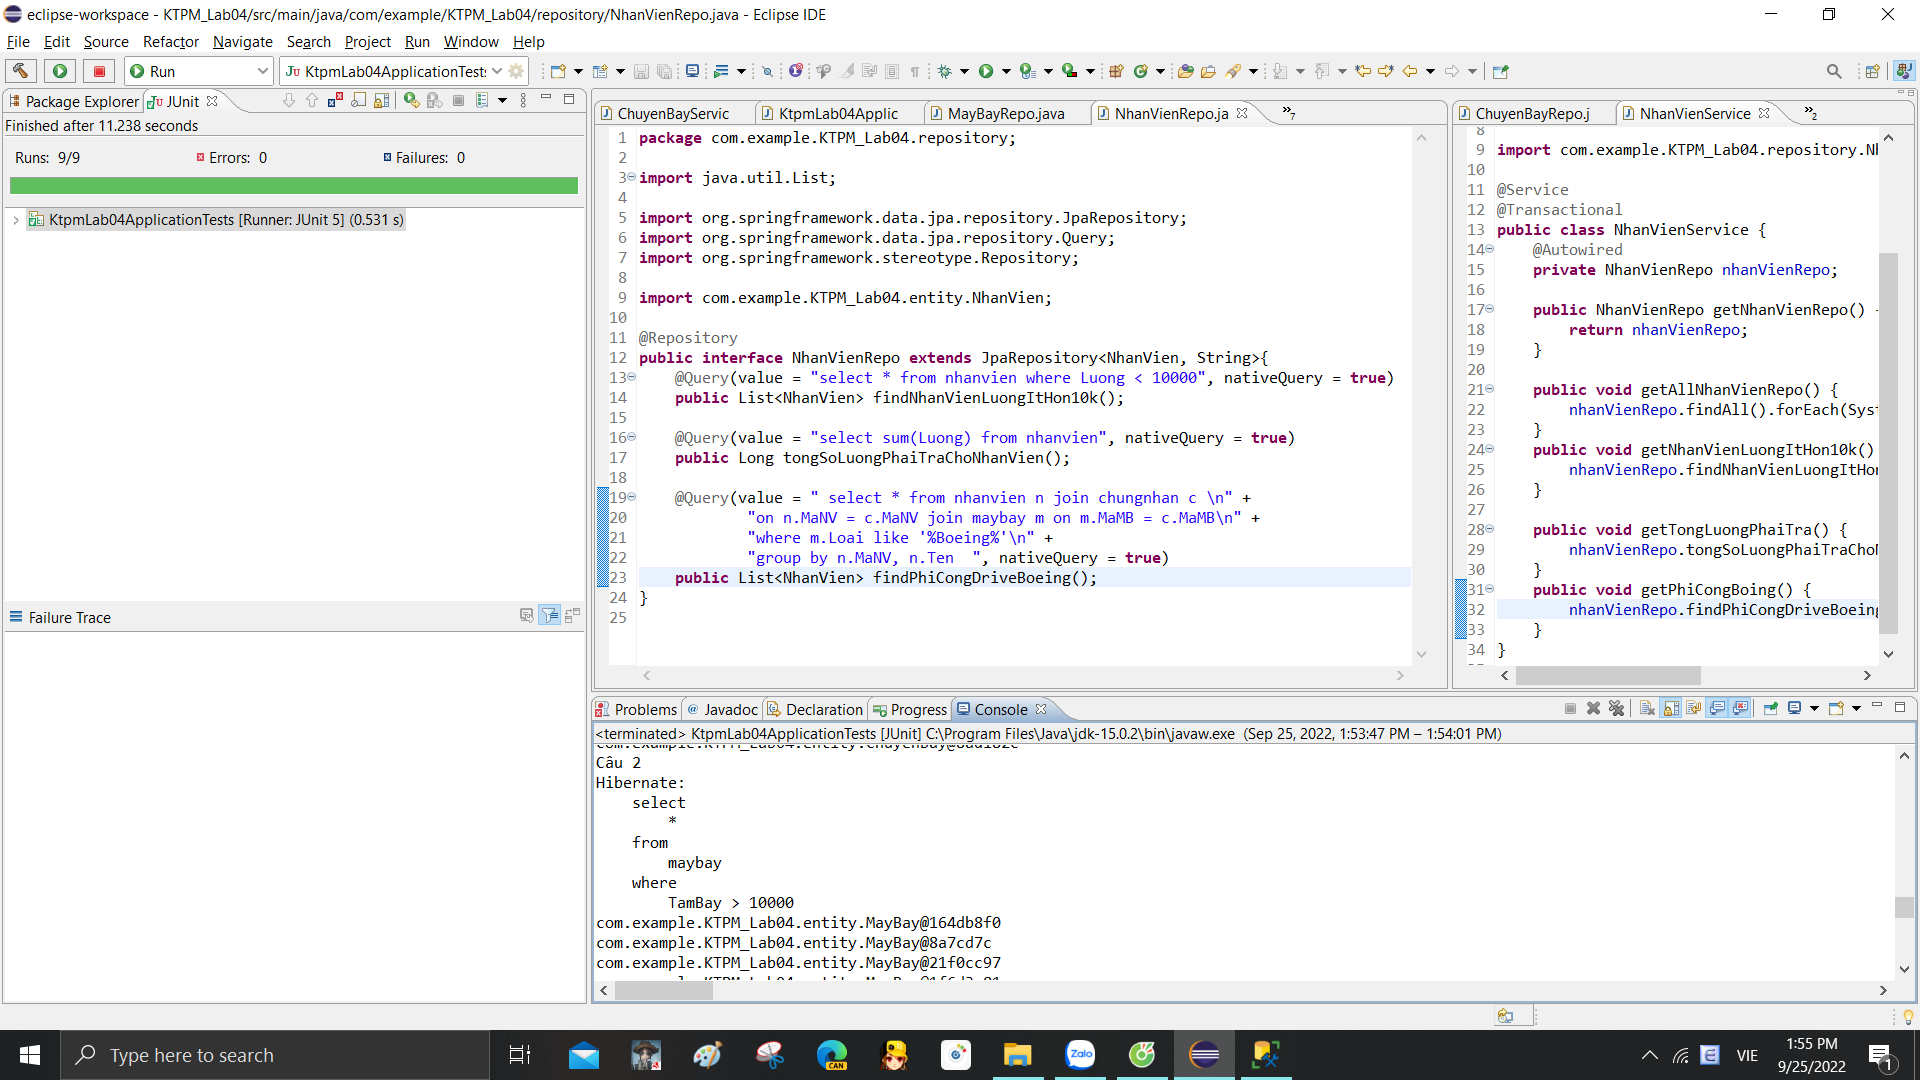 eclipse-workspace - KTPM_Lab04/src/main/java/com/example/KTPM_Lab04/repository/NhanVienRepo.java - Eclipse IDE
File Edit Source Refactor Navigate Search Project Run Window Help
Run
KtpmLab04ApplicationTests
Package Explorer
JUnit
Finished after 11.238 seconds
Runs: 9/9
Errors: 0
Failures: 0
KtpmLab04ApplicationTests [Runner: JUnit 5] (0.531 s)
Failure Trace
ChuyenBayServic
KtpmLab04Applic
MayBayRepo.java
NhanVienRepo.ja
»7
1 package com.example.KTPM_Lab04.repository;
2
3 import java.util.List;
4
5 import org.springframework.data.jpa.repository.JpaRepository;
6 import org.springframework.data.jpa.repository.Query;
7 import org.springframework.stereotype.Repository;
8
9 import com.example.KTPM_Lab04.entity.NhanVien;
10
11 @Repository
12 public interface NhanVienRepo extends JpaRepository<NhanVien, String>{
13 @Query(value = "select * from nhanvien where Luong < 10000", nativeQuery = true)
14 public List<NhanVien> findNhanVienLuongItHon10k();
15
16 @Query(value = "select sum(Luong) from nhanvien", nativeQuery = true)
17 public Long tongSoLuongPhaiTraChoNhanVien();
18
19 @Query(value = " select * from nhanvien n join chungnhan c \n" +
20 "on n.MaNV = c.MaNV join maybay m on m.MaMB = c.MaMB\n" +
21 "where m.Loai like '%Boeing%'\n" +
22 "group by n.MaNV, n.Ten  ", nativeQuery = true)
23 public List<NhanVien> findPhiCongDriveBoeing();
24 }
25
ChuyenBayRepo.j
NhanVienService
»2
8
9 import com.example.KTPM_Lab04.repository.Nh
10
11 @Service
12 @Transactional
13 public class NhanVienService {
14 @Autowired
15 private NhanVienRepo nhanVienRepo;
16
17 public NhanVienRepo getNhanVienRepo() {
18 return nhanVienRepo;
19 }
20
21 public void getAllNhanVienRepo() {
22 nhanVienRepo.findAll().forEach(Syst
23 }
24 public void getNhanVienLuongItHon10k()
25 nhanVienRepo.findNhanVienLuongItHon
26 }
27
28 public void getTongLuongPhaiTra() {
29 nhanVienRepo.tongSoLuongPhaiTraChoN
30 }
31 public void getPhiCongBoing() {
32 nhanVienRepo.findPhiCongDriveBoeing
33 }
34 }
Problems
Javadoc
Declaration
Progress
Console
<terminated> KtpmLab04ApplicationTests [JUnit] C:\Program Files\Java\jdk-15.0.2\bin\javaw.exe (Sep 25, 2022, 1:53:47 PM – 1:54:01 PM)
Câu 2
Hibernate:
select
*
from
maybay
where
TamBay > 10000
com.example.KTPM_Lab04.entity.MayBay@164db8f0
com.example.KTPM_Lab04.entity.MayBay@8a7cd7c
com.example.KTPM_Lab04.entity.MayBay@21f0cc97
Type here to search
CAN
Zalo
VIE
1:55 PM
9/25/2022
1